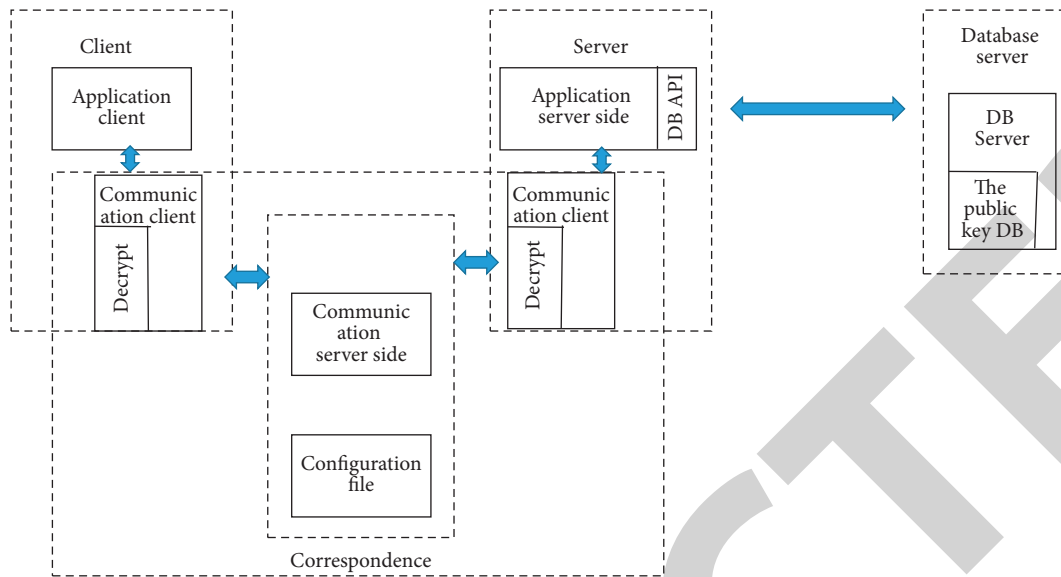 Client
Application
client
Communic
ation client
Decrypt
Server
Application
server side
DB API
Communic
ation client
Decrypt
Database
server
DB
Server
The
public
key DB
Communic
ation
server side
Configuration
file
Correspondence
CTE